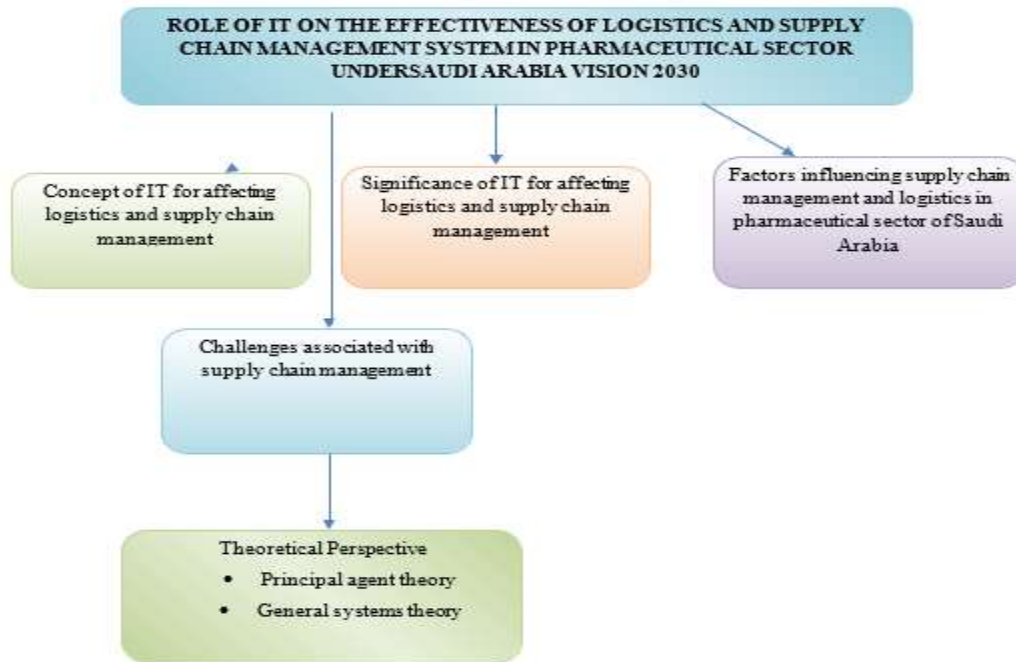 ROLE OF IT ON THE EFFECTIVENESS OF LOGISTICS AND SUPPLY
CHAIN MANAGEMENT SYSTEM IN PHARMACEUTICAL SECTOR
UNDERSAUDI ARABIA VISION 2030
Concept of IT for affecting
logistics and supply chain
management
Significance of IT for affecting
logistics and supply chain
management
Factors influencing supply chain
management and logistics in
pharmaceutical sector of Saudi
Arabia
Challenges associated with
supply chain management
Theoretical Perspective
• Principal agent theory
• General systems theory